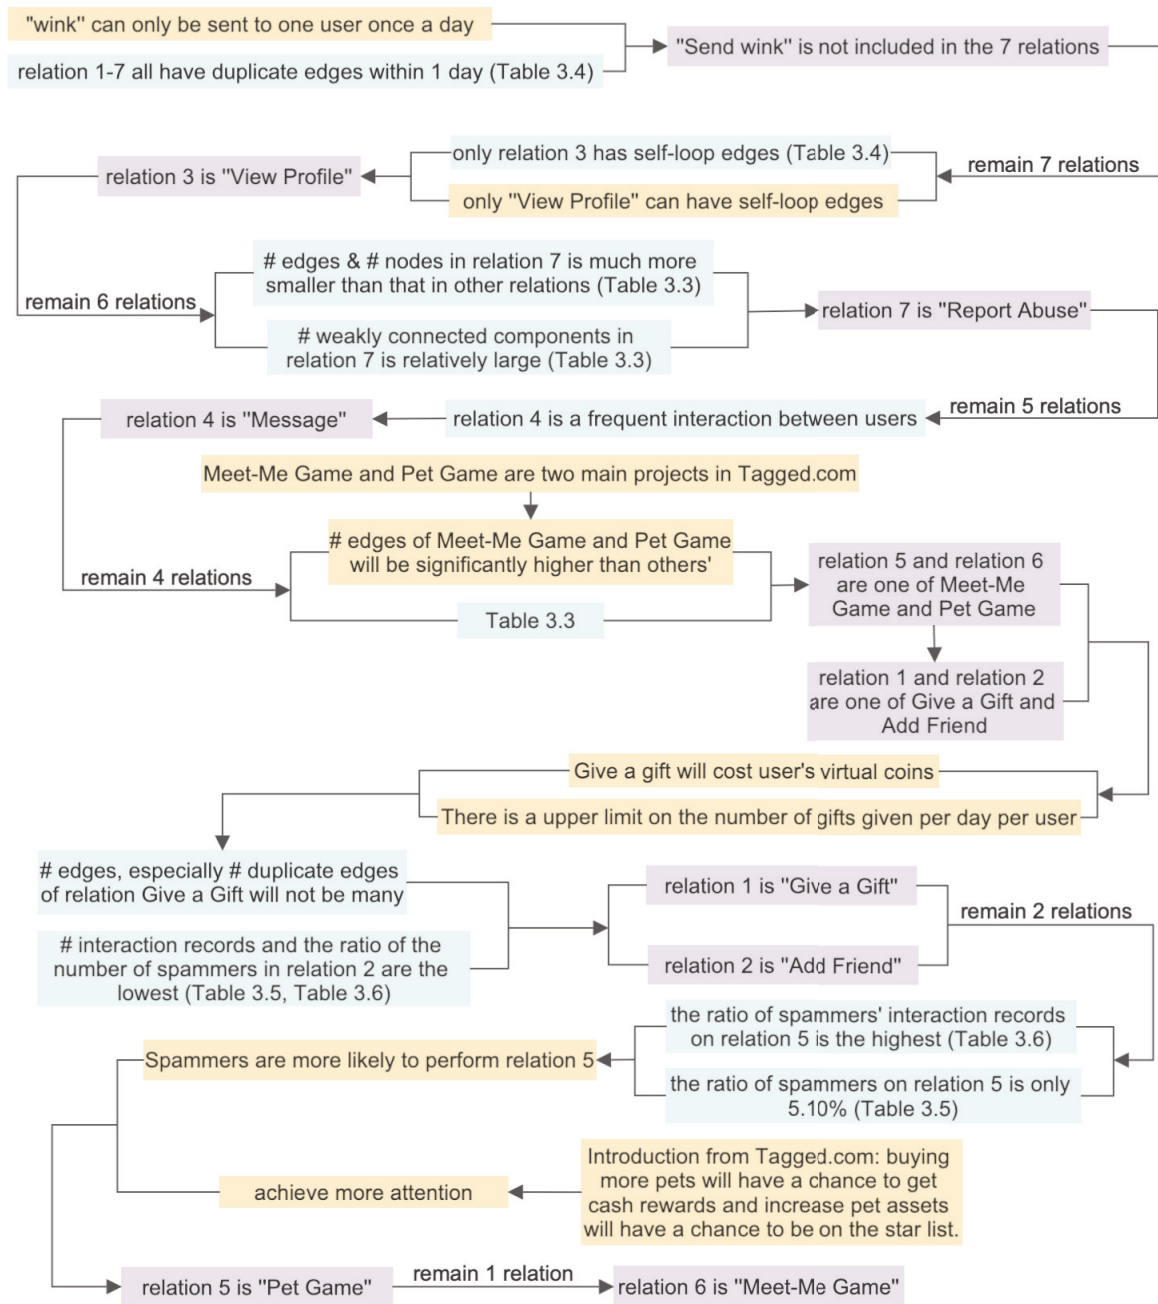 "wink" can only be sent to one user once a day
relation 1-7 all have duplicate edges within 1 day (Table 3.4)
"Send wink" is not included in the 7 relations
only relation 3 has self-loop edges (Table 3.4)
remain 7 relations
relation 3 is "View Profile"
only "View Profile" can have self-loop edges
# edges & # nodes in relation 7 is much more
smaller than that in other relations (Table 3.3)
remain 6 relations
# weakly connected components in
relation 7 is relatively large (Table 3.3)
relation 7 is "Report Abuse"
remain 5 relations
relation 4 is a frequent interaction between users
relation 4 is "Message"
Meet-Me Game and Pet Game are two main projects in Tagged.com
# edges of Meet-Me Game and Pet Game
will be significantly higher than others'
remain 4 relations
Table 3.3
relation 5 and relation 6
are one of Meet-Me
Game and Pet Game
relation 1 and relation 2
are one of Give a Gift and
Add Friend
Give a gift will cost user's virtual coins
There is a upper limit on the number of gifts given per day per user
# edges, especially # duplicate edges
of relation Give a Gift will not be many
# interaction records and the ratio of the
number of spammers in relation 2 are the
lowest (Table 3.5, Table 3.6)
relation 1 is "Give a Gift"
relation 2 is "Add Friend"
remain 2 relations
the ratio of spammers' interaction records
on relation 5 is the highest (Table 3.6)
the ratio of spammers on relation 5 is only
5.10% (Table 3.5)
Spammers are more likely to perform relation 5
Introduction from Tagged.com: buying
more pets will have a chance to get
cash rewards and increase pet assets
will have a chance to be on the star list.
achieve more attention
relation 5 is "Pet Game"
remain 1 relation
relation 6 is "Meet-Me Game"